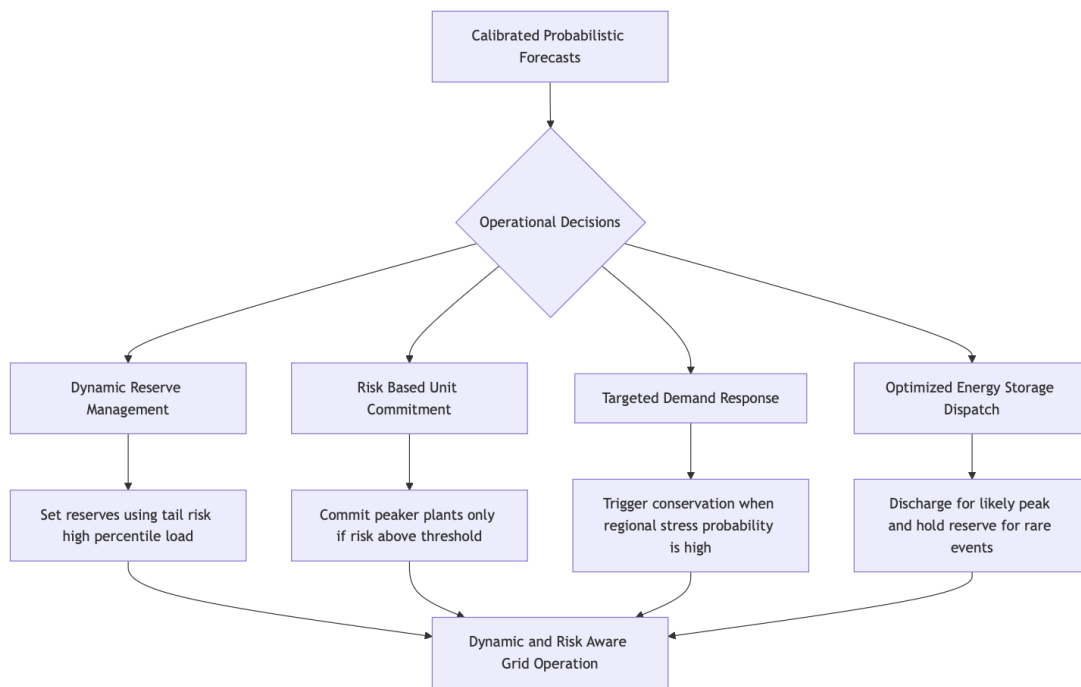 Calibrated Probabilistic
Forecasts
Operational Decisions
Dynamic Reserve
Management
Risk Based Unit
Commitment
Targeted Demand Response
Optimized Energy Storage
Dispatch
Set reserves using tail risk
high percentile load
Commit peaker plants only
if risk above threshold
Trigger conservation when
regional stress probability
is high
Discharge for likely peak
and hold reserve for rare
events
Dynamic and Risk Aware
Grid Operation